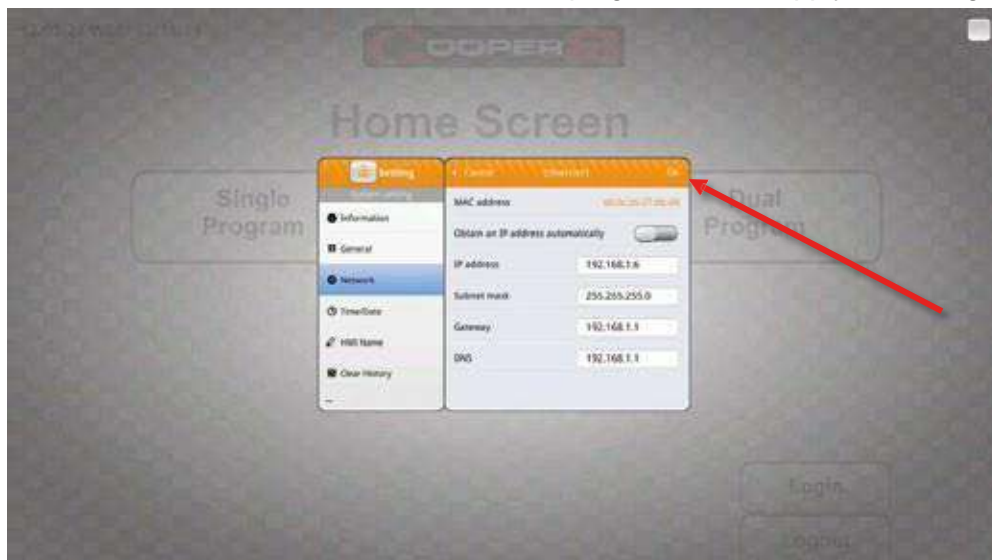 COOPER
Home Screen
Single
Program
Dual
Program
Setting
Information
General
Network
Time/Date
HMI Name
Clear History
Cancel
OK
MAC address
Obtain an IP address automatically
IP address
192.168.1.6
Subnet mask
255.255.255.0
Gateway
192.168.1.1
DNS
192.168.1.1
Login
Logout